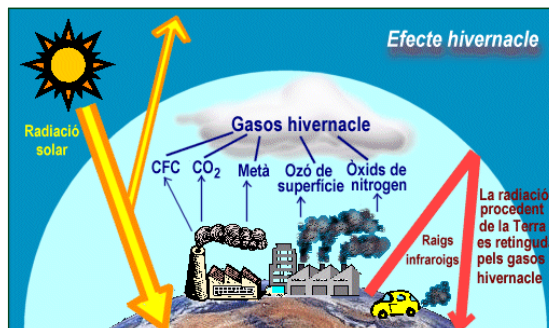 Efecte hivernacle
Radiació
solar
Gasos hivernacle
CFC
CO₂
Metà
Ozó de
superfície
Òxids de
nitrogen
Raigs
infraroigs
La radiació
procedent
de la Terra
es retinguda
pels gasos
hivernacle